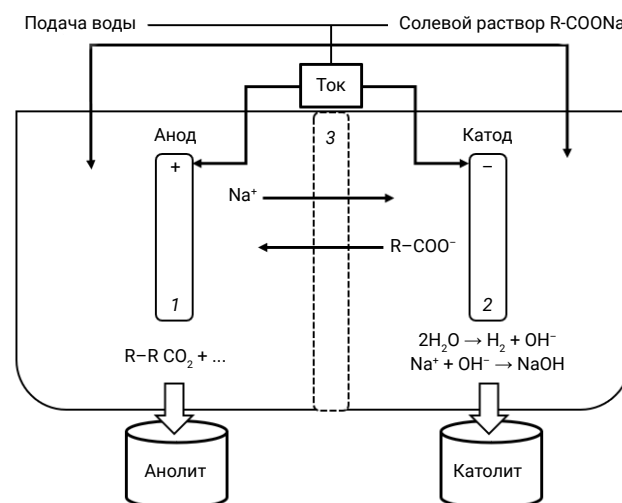 Подача воды
Солевой раствор R-COONa
Ток
Анод
3
Катод
+
−
Na⁺
R–COO⁻
1
2
R–R CO₂ + ...
2H₂O → H₂ + OH⁻
Na⁺ + OH⁻ → NaOH
Анолит
Католит